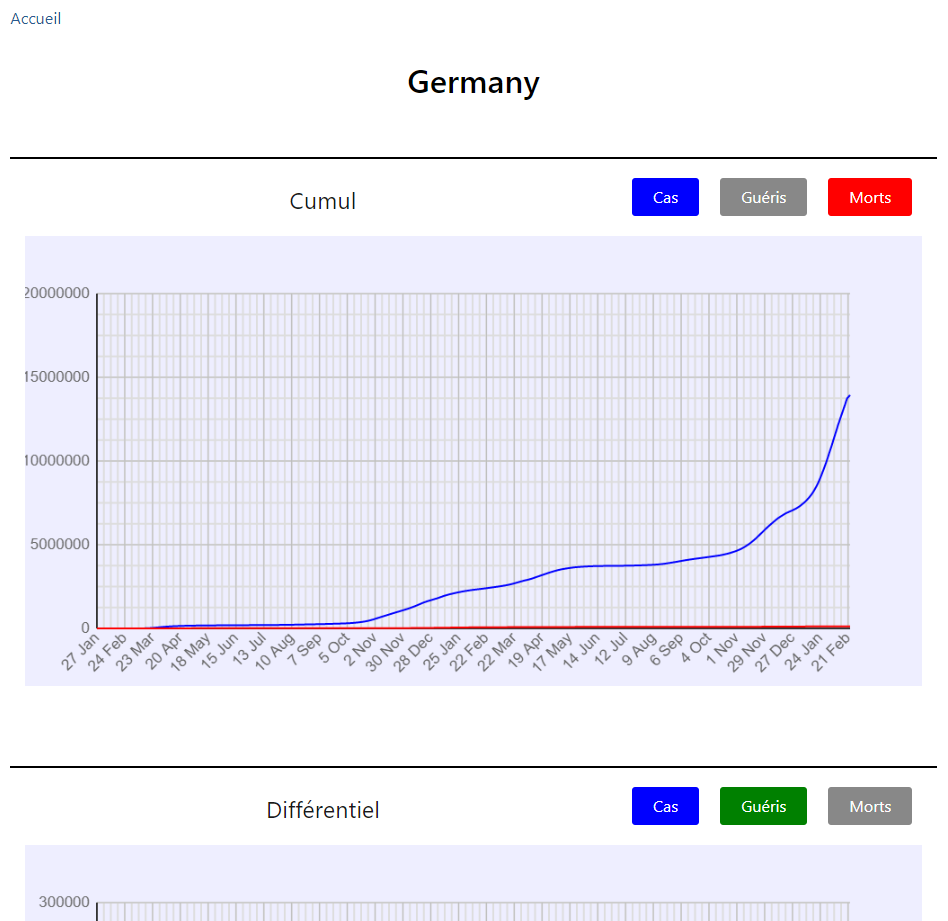 Accueil
Germany
Cumul
Cas Guéris Morts
20000000
15000000
10000000
5000000
0
27 Jan 24 Feb 23 Mar 20 Apr 18 May 15 Jun 13 Jul 10 Aug 7 Sep 5 Oct 2 Nov 30 Nov 28 Dec 25 Jan 22 Feb 22 Mar 19 Apr 17 May 14 Jun 12 Jul 9 Aug 6 Sep 4 Oct 1 Nov 29 Nov 27 Dec 24 Jan 21 Feb
Différentiel
Cas Guéris Morts
300000